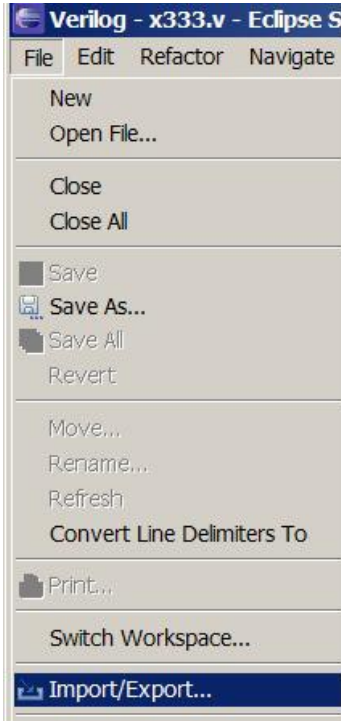 Verilog - x333.v - Eclipse S
File Edit Refactor Navigate
New
Open File...
Close
Close All
Save
Save As...
Save All
Revert
Move...
Rename...
Refresh
Convert Line Delimiters To
Print...
Switch Workspace...
Import/Export...